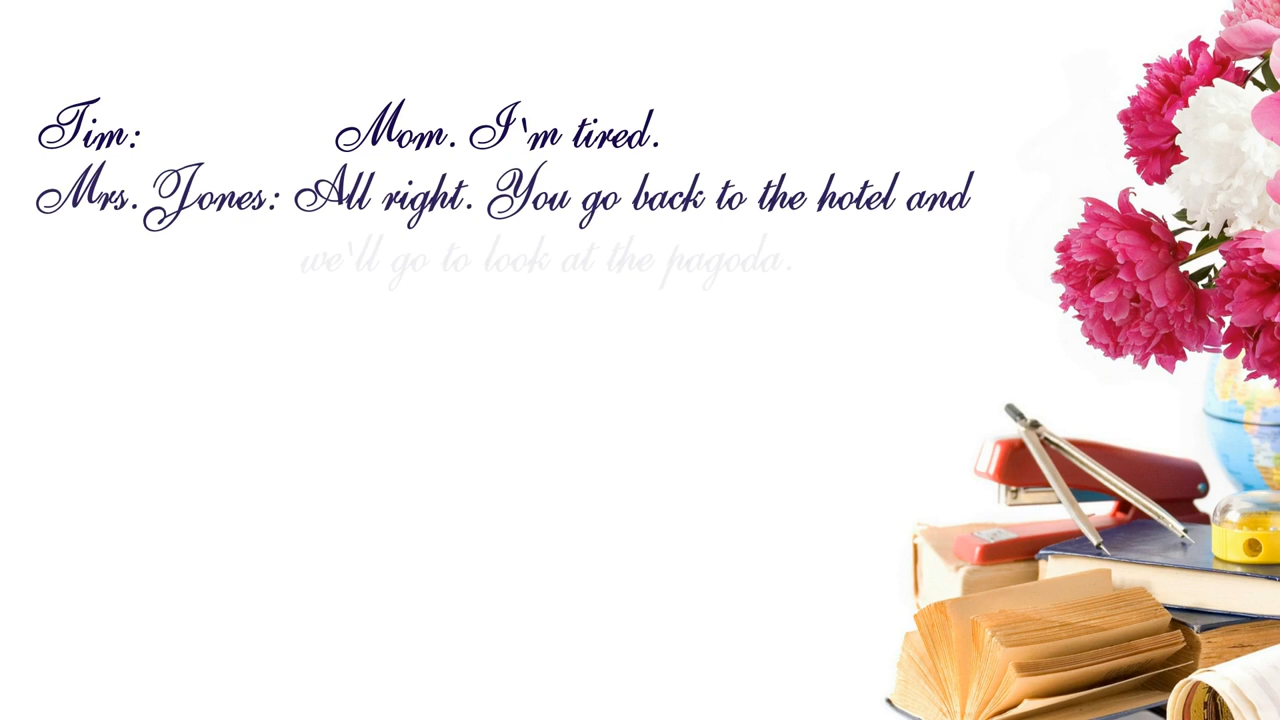 Tim: Mom. I'm tired.
Mrs. Jones: All right. You go back to the hotel and
we'll go to look at the pagoda.